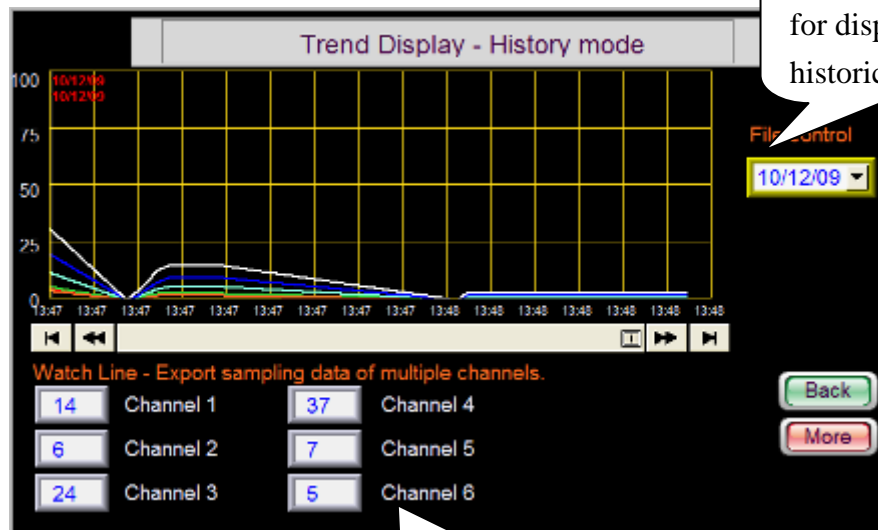 for disp
historic
Trend Display - History mode
100
10/12/09
10/12/09
75
50
25
0
File control
10/12/09
13:47 13:47 13:47 13:47 13:47 13:47 13:47 13:47 13:47 13:48 13:48 13:48 13:48 13:48 13:48 13:48
Watch Line - Export sampling data of multiple channels.
14 Channel 1 37 Channel 4
6 Channel 2 7 Channel 5
24 Channel 3 5 Channel 6
Back
More